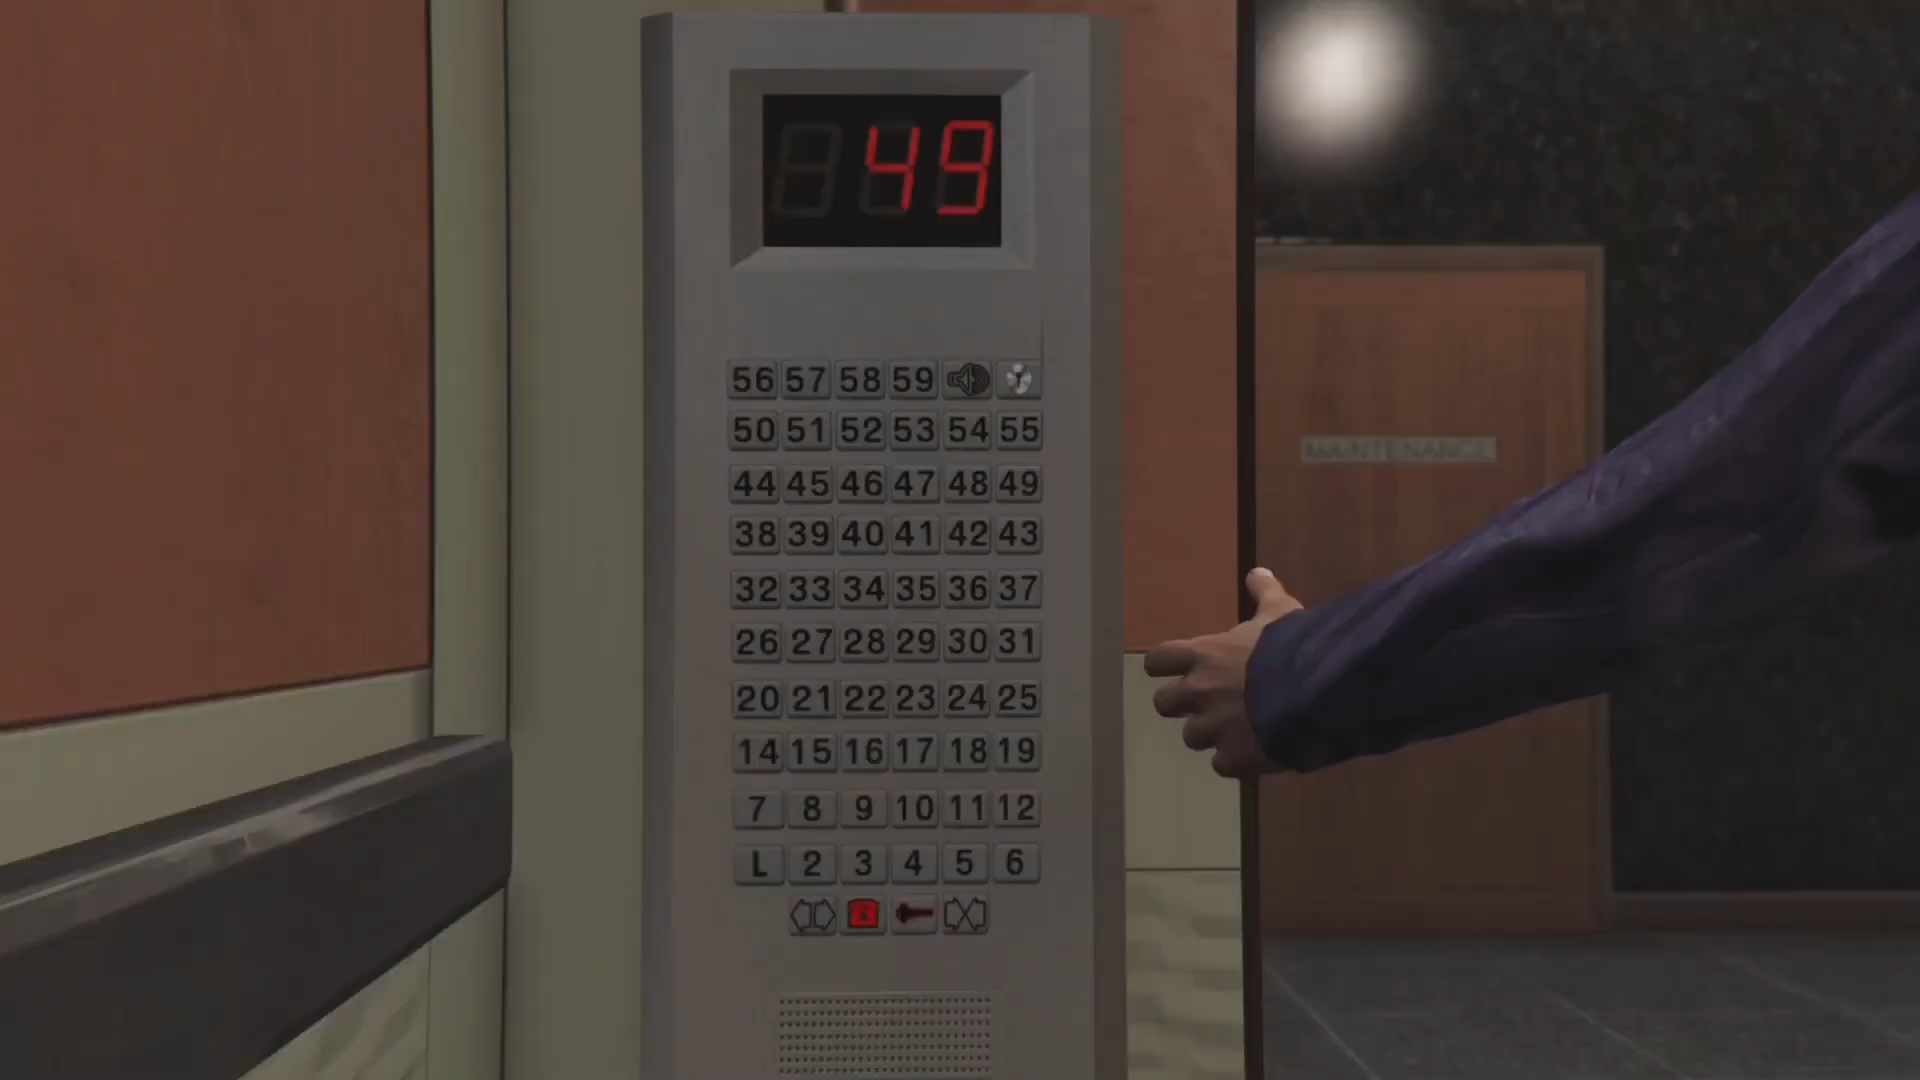 49
56 57 58 59
50 51 52 53 54 55
44 45 46 47 48 49
38 39 40 41 42 43
MAINTENANCE
32 33 34 35 36 37
26 27 28 29 30 31
20 21 22 23 24 25
14 15 16 17 18 19
7 8 9 10 11 12
L 2 3 4 5 6